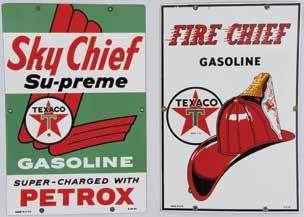 Sky Chief
Su-preme
TEXACO
T
GASOLINE
SUPER-CHARGED WITH
PETROX
FIRE CHIEF
GASOLINE
TEXACO
T